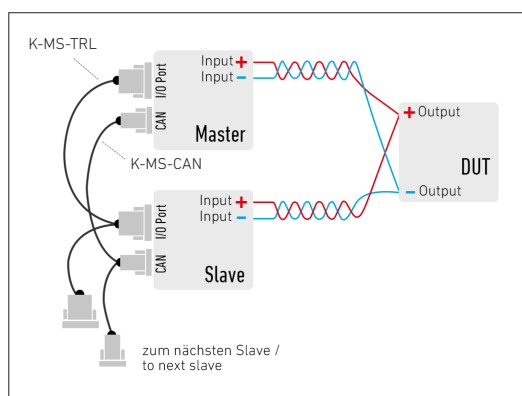 K-MS-TRL
I/O Port
Input +
Input −
CAN
Master
K-MS-CAN
+ Output
DUT
− Output
I/O Port
Input +
Input −
CAN
Slave
zum nächsten Slave /
to next slave